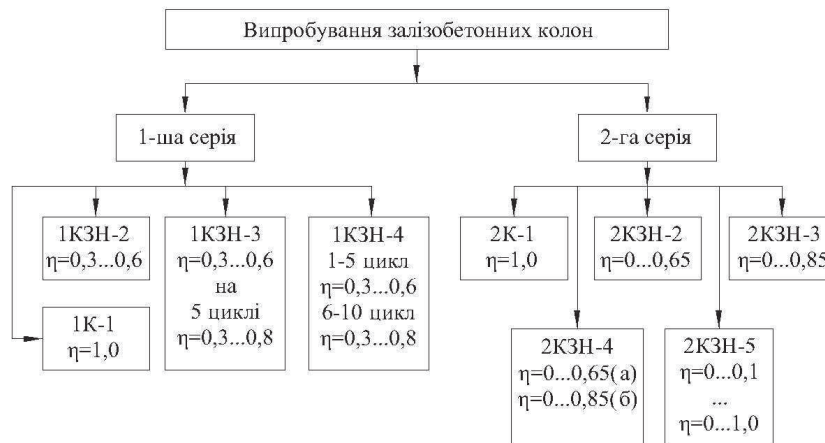 Випробування залізобетонних колон
1-ша серія
2-га серія
1КЗН-2
η=0,3...0,6
1КЗН-3
η=0,3...0,6
на
5 циклі
η=0,3...0,8
1КЗН-4
1-5 цикл
η=0,3...0,6
6-10 цикл
η=0,3...0,8
1К-1
η=1,0
2К-1
η=1,0
2КЗН-2
η=0...0,65
2КЗН-3
η=0...0,85
2КЗН-4
η=0...0,65(а)
η=0...0,85(б)
2КЗН-5
η=0...0,1
...
η=0...1,0